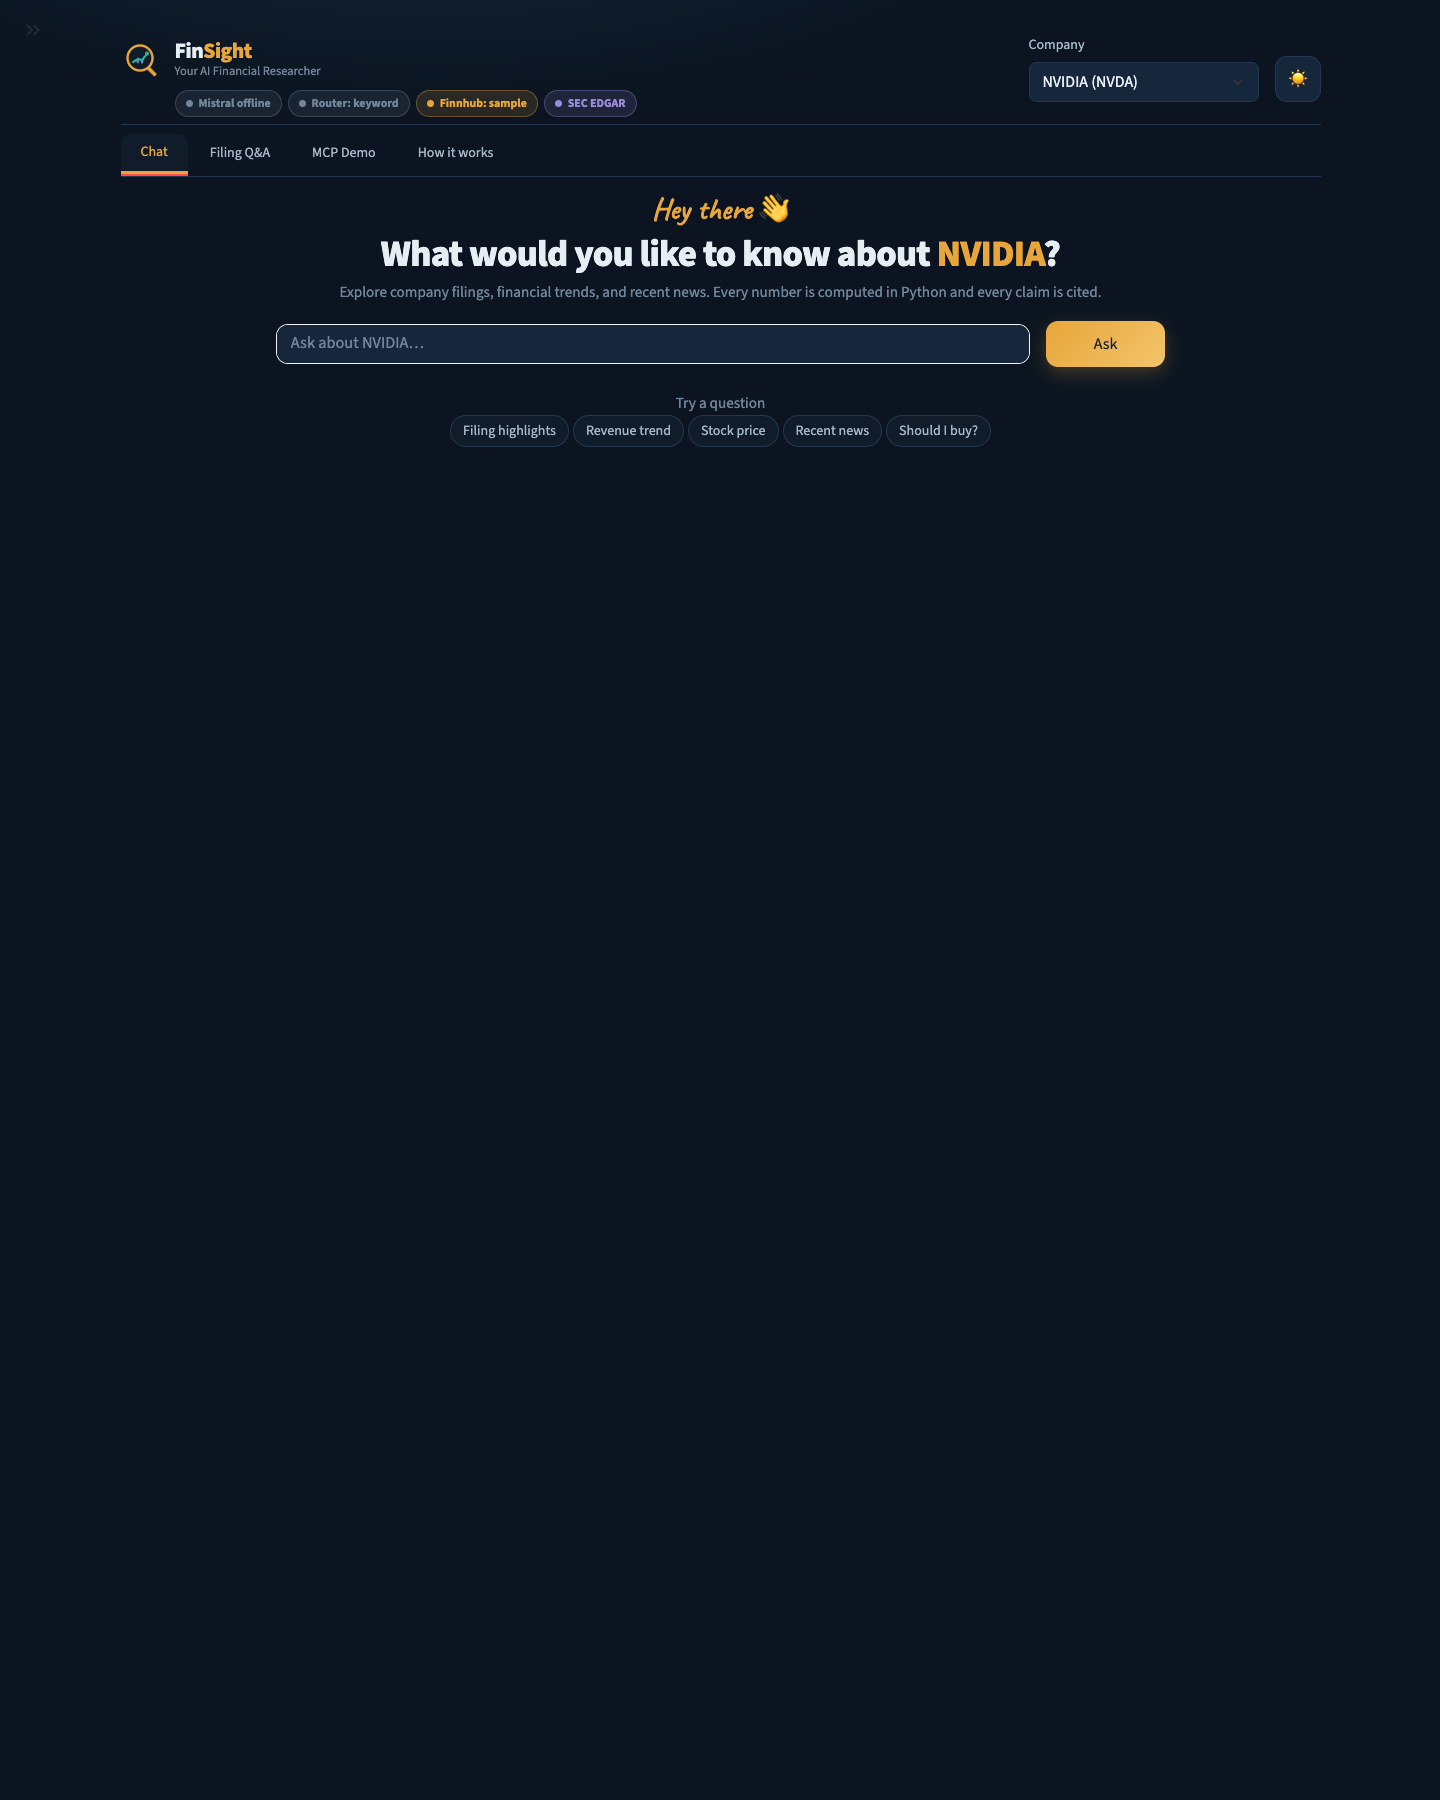 FinSight
Your AI Financial Researcher
Mistral offline
Router: keyword
Finnhub: sample
SEC EDGAR
Company
NVIDIA (NVDA)
Chat
Filing Q&A
MCP Demo
How it works
Hey there 👋
What would you like to know about NVIDIA?
Explore company filings, financial trends, and recent news. Every number is computed in Python and every claim is cited.
Ask about NVIDIA…
Ask
Try a question
Filing highlights
Revenue trend
Stock price
Recent news
Should I buy?